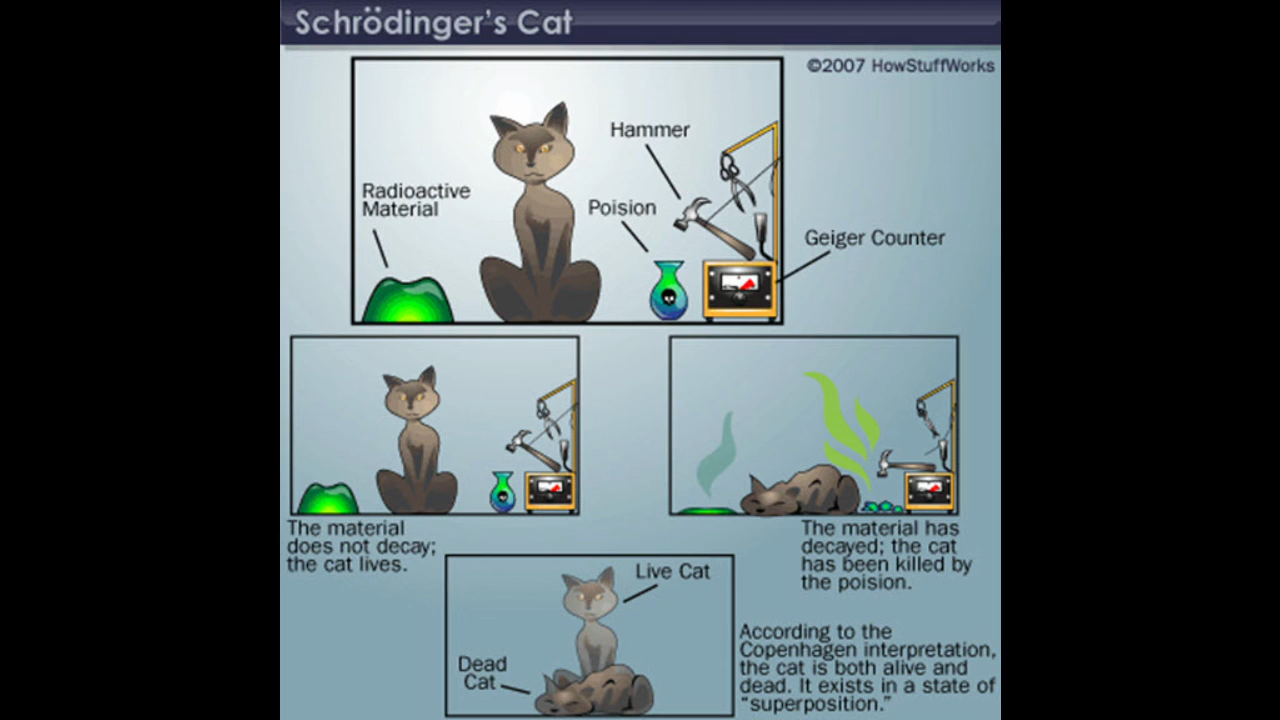 Schrödinger's Cat
©2007 HowStuffWorks
Hammer
Radioactive
Material
Poision
Geiger Counter
The material
does not decay;
the cat lives.
The material has
decayed; the cat
has been killed by
the poision.
Live Cat
Dead
Cat
According to the
Copenhagen interpretation,
the cat is both alive and
dead. It exists in a state of
“superposition.”